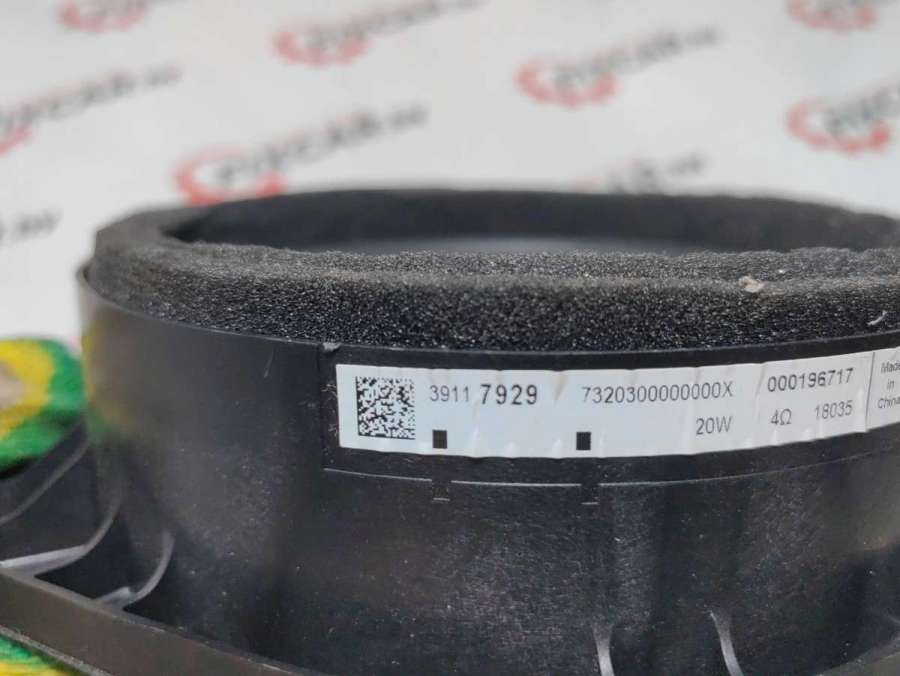 3911 7929 7320300000000X 000196717
20W 4Ω 18035
Made
in
China